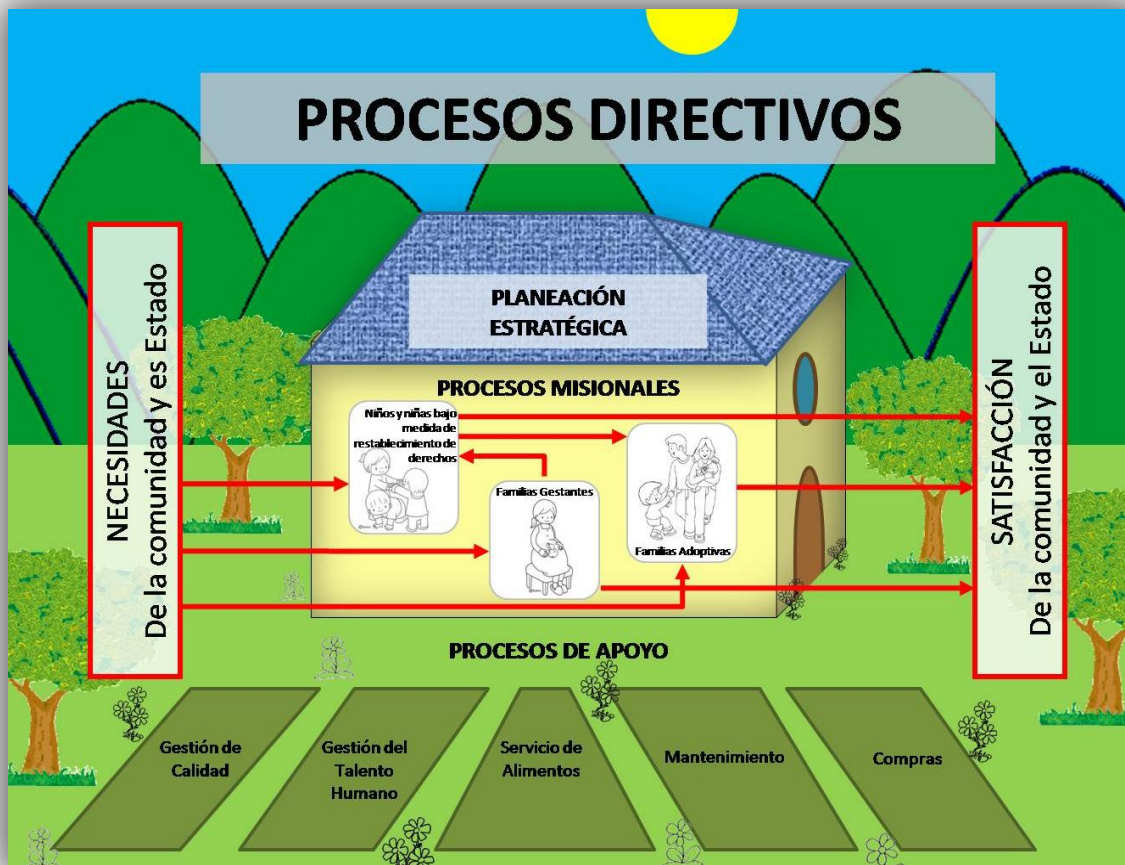 PROCESOS DIRECTIVOS
NECESIDADES
De la comunidad y es Estado
PLANEACIÓN
ESTRATÉGICA
PROCESOS MISIONALES
Niños y niñas bajo
medida de
restablecimiento de
derechos
Familias Gestantes
Familias Adoptivas
SATISFACCIÓN
De la comunidad y el Estado
PROCESOS DE APOYO
Gestión de
Calidad
Gestión del
Talento
Humano
Servicio de
Alimentos
Mantenimiento
Compras